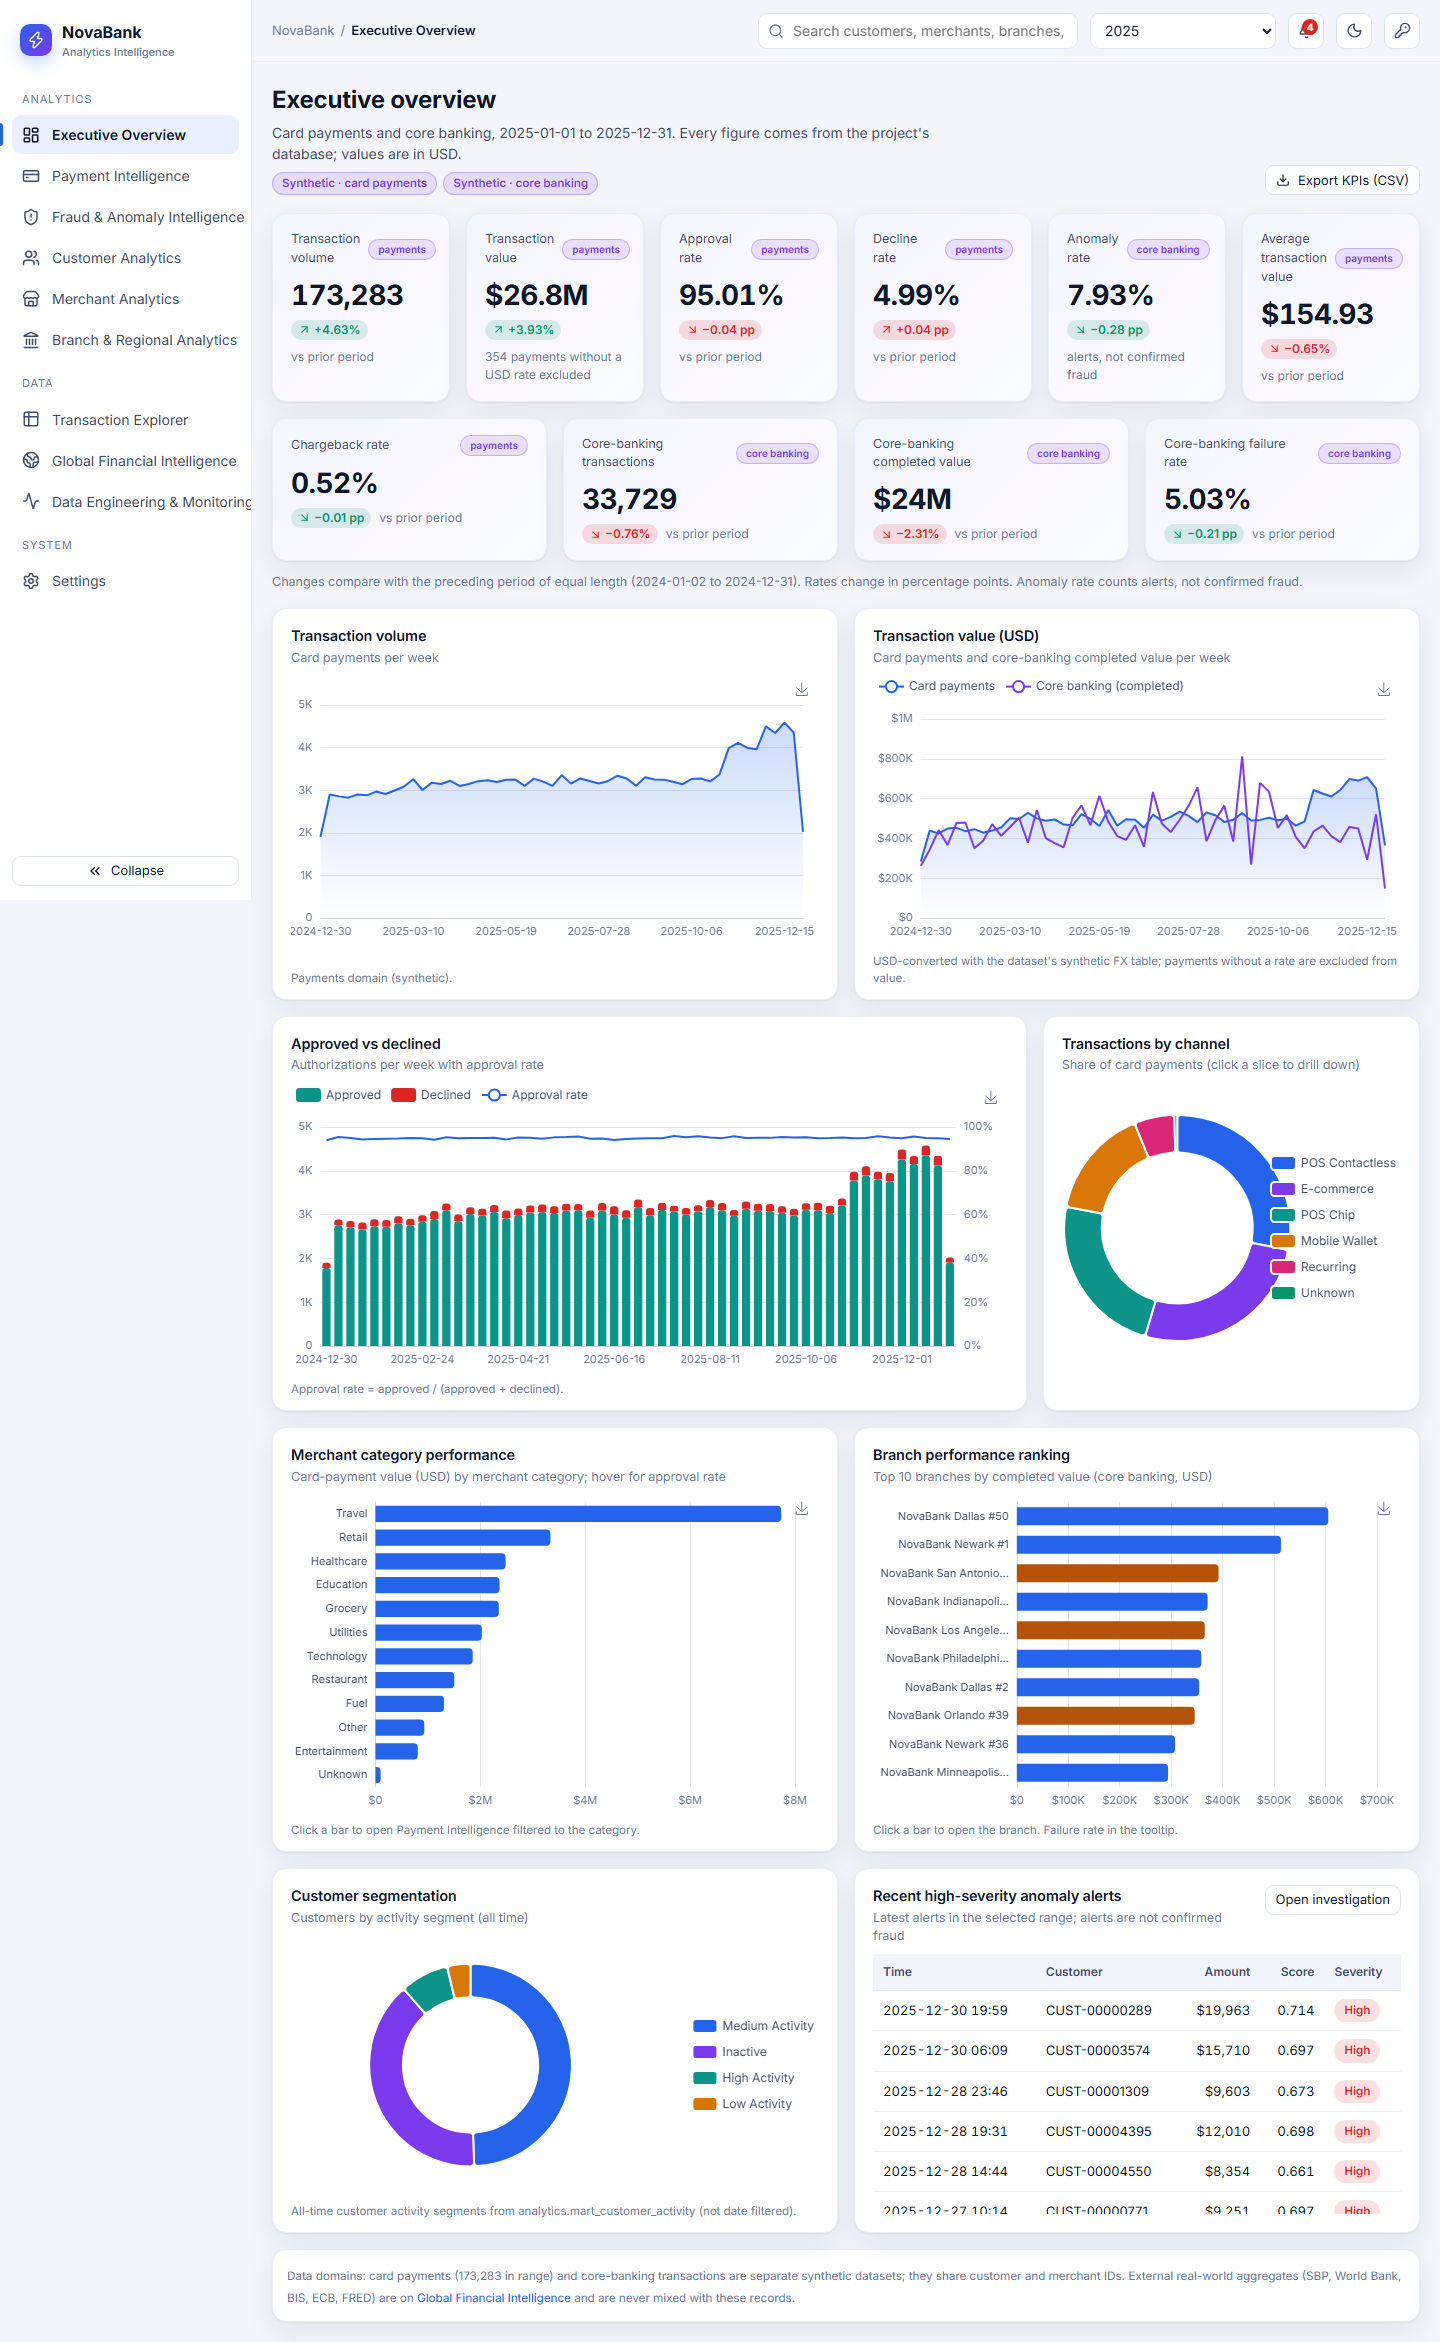 NovaBank
Analytics Intelligence
ANALYTICS
Executive Overview
Payment Intelligence
Fraud & Anomaly Intelligence
Customer Analytics
Merchant Analytics
Branch & Regional Analytics
DATA
Transaction Explorer
Global Financial Intelligence
Data Engineering & Monitoring
SYSTEM
Settings
Collapse
NovaBank / Executive Overview
Search customers, merchants, branches,
2025
4
Executive overview
Card payments and core banking, 2025-01-01 to 2025-12-31. Every figure comes from the project's
database; values are in USD.
Synthetic · card payments
Synthetic · core banking
Export KPIs (CSV)
Transaction
volume
payments
173,283
+4.63%
vs prior period
Transaction
value
payments
$26.8M
+3.93%
354 payments without a
USD rate excluded
Approval
rate
payments
95.01%
−0.04 pp
vs prior period
Decline
rate
payments
4.99%
+0.04 pp
vs prior period
Anomaly
rate
core banking
7.93%
−0.28 pp
alerts, not confirmed
fraud
Average
transaction
value
payments
$154.93
−0.65%
vs prior period
Chargeback rate
payments
0.52%
−0.01 pp
vs prior period
Core-banking
transactions
core banking
33,729
−0.76%
vs prior period
Core-banking
completed value
core banking
$24M
−2.31%
vs prior period
Core-banking failure
rate
core banking
5.03%
−0.21 pp
vs prior period
Changes compare with the preceding period of equal length (2024-01-02 to 2024-12-31). Rates change in percentage points. Anomaly rate counts alerts, not confirmed fraud.
Transaction volume
Card payments per week
5K
4K
3K
2K
1K
0
2024-12-30
2025-03-10
2025-05-19
2025-07-28
2025-10-06
2025-12-15
Payments domain (synthetic).
Transaction value (USD)
Card payments and core-banking completed value per week
Card payments
Core banking (completed)
$1M
$800K
$600K
$400K
$200K
$0
2024-12-30
2025-03-10
2025-05-19
2025-07-28
2025-10-06
2025-12-15
USD-converted with the dataset's synthetic FX table; payments without a rate are excluded from
value.
Approved vs declined
Authorizations per week with approval rate
Approved
Declined
Approval rate
5K
4K
3K
2K
1K
0
100%
80%
60%
40%
20%
0%
2024-12-30
2025-02-24
2025-04-21
2025-06-16
2025-08-11
2025-10-06
2025-12-01
Approval rate = approved / (approved + declined).
Transactions by channel
Share of card payments (click a slice to drill down)
POS Contactless
E-commerce
POS Chip
Mobile Wallet
Recurring
Unknown
Merchant category performance
Card-payment value (USD) by merchant category; hover for approval rate
Travel
Retail
Healthcare
Education
Grocery
Utilities
Technology
Restaurant
Fuel
Other
Entertainment
Unknown
$0
$2M
$4M
$6M
$8M
Click a bar to open Payment Intelligence filtered to the category.
Branch performance ranking
Top 10 branches by completed value (core banking, USD)
NovaBank Dallas #50
NovaBank Newark #1
NovaBank San Antonio...
NovaBank Indianapoli...
NovaBank Los Angele...
NovaBank Philadelphi...
NovaBank Dallas #2
NovaBank Orlando #39
NovaBank Newark #36
NovaBank Minneapolis...
$0
$100K
$200K
$300K
$400K
$500K
$600K
$700K
Click a bar to open the branch. Failure rate in the tooltip.
Customer segmentation
Customers by activity segment (all time)
Medium Activity
Inactive
High Activity
Low Activity
All-time customer activity segments from analytics.mart_customer_activity (not date filtered).
Recent high-severity anomaly alerts
Latest alerts in the selected range; alerts are not confirmed
fraud
Open investigation
Time Customer Amount Score Severity
2025-12-30 19:59 CUST-00000289 $19,963 0.714 High
2025-12-30 06:09 CUST-00003574 $15,710 0.697 High
2025-12-28 23:46 CUST-00001309 $9,603 0.673 High
2025-12-28 19:31 CUST-00004395 $12,010 0.698 High
2025-12-28 14:44 CUST-00004550 $8,354 0.661 High
2025-12-27 10:14 CUST-00000771 $9,251 0.697 High
Data domains: card payments (173,283 in range) and core-banking transactions are separate synthetic datasets; they share customer and merchant IDs. External real-world aggregates (SBP, World Bank,
BIS, ECB, FRED) are on Global Financial Intelligence and are never mixed with these records.